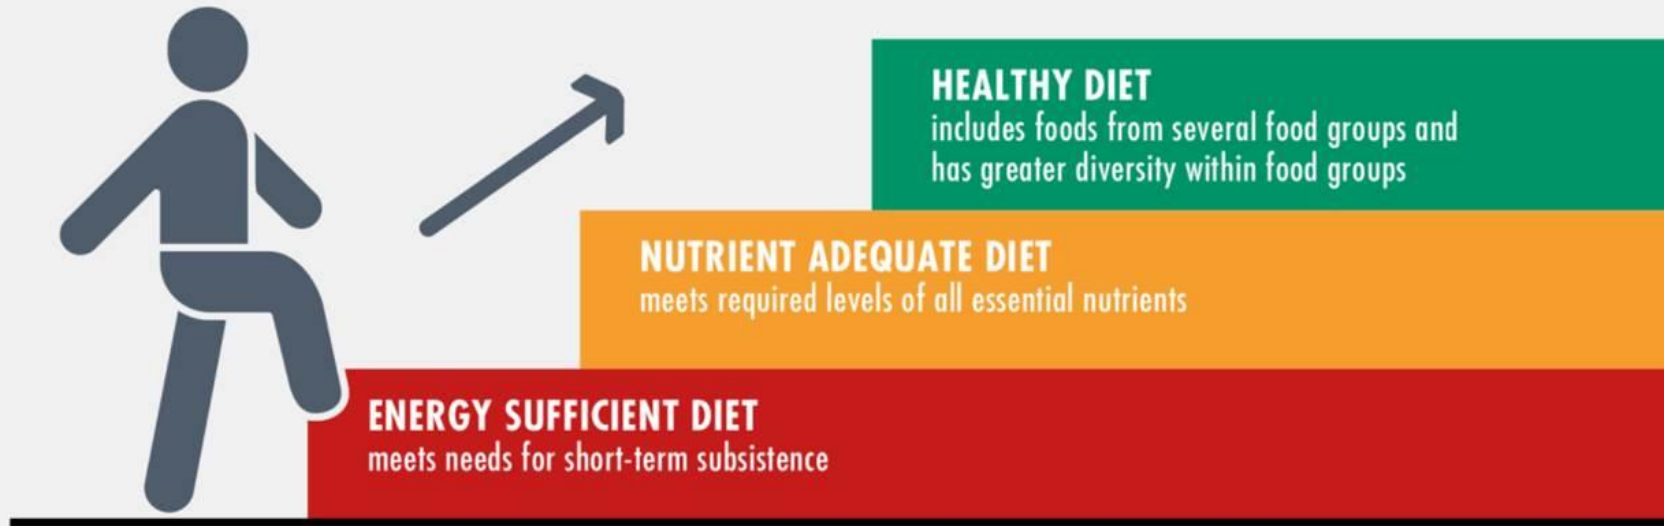 HEALTHY DIET
includes foods from several food groups and
has greater diversity within food groups
NUTRIENT ADEQUATE DIET
meets required levels of all essential nutrients
ENERGY SUFFICIENT DIET
meets needs for short-term subsistence